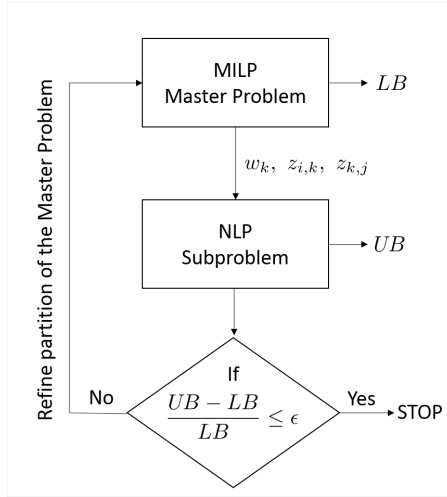 MILP
Master Problem
LB
w_k, z_{i,k}, z_{k,j}
NLP
Subproblem
UB
Refine partition of the Master Problem
If
\frac{UB - LB}{LB} ≤ ϵ
No
Yes
STOP